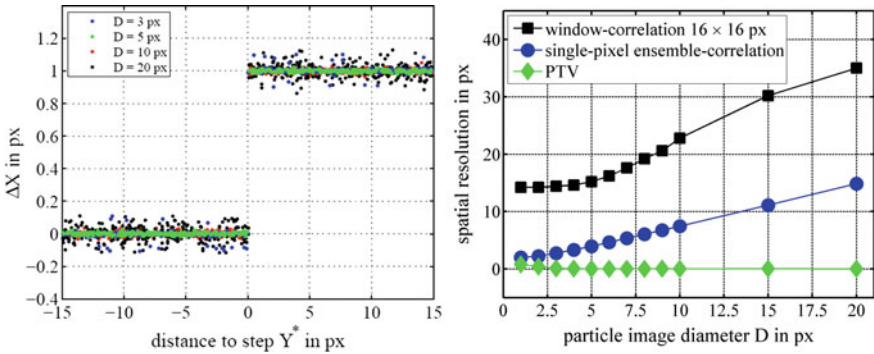 D = 3 px
D = 5 px
D = 10 px
D = 20 px
1.2
1
0.8
0.6
0.4
0.2
0
−0.2
−0.4
ΔX in px
−15
−10
−5
0
5
10
15
distance to step Y* in px
window-correlation 16 × 16 px
single-pixel ensemble-correlation
PTV
40
30
20
10
0
spatial resolution in px
0
2.5
5
7.5
10
12.5
15
17.5
20
particle image diameter D in px